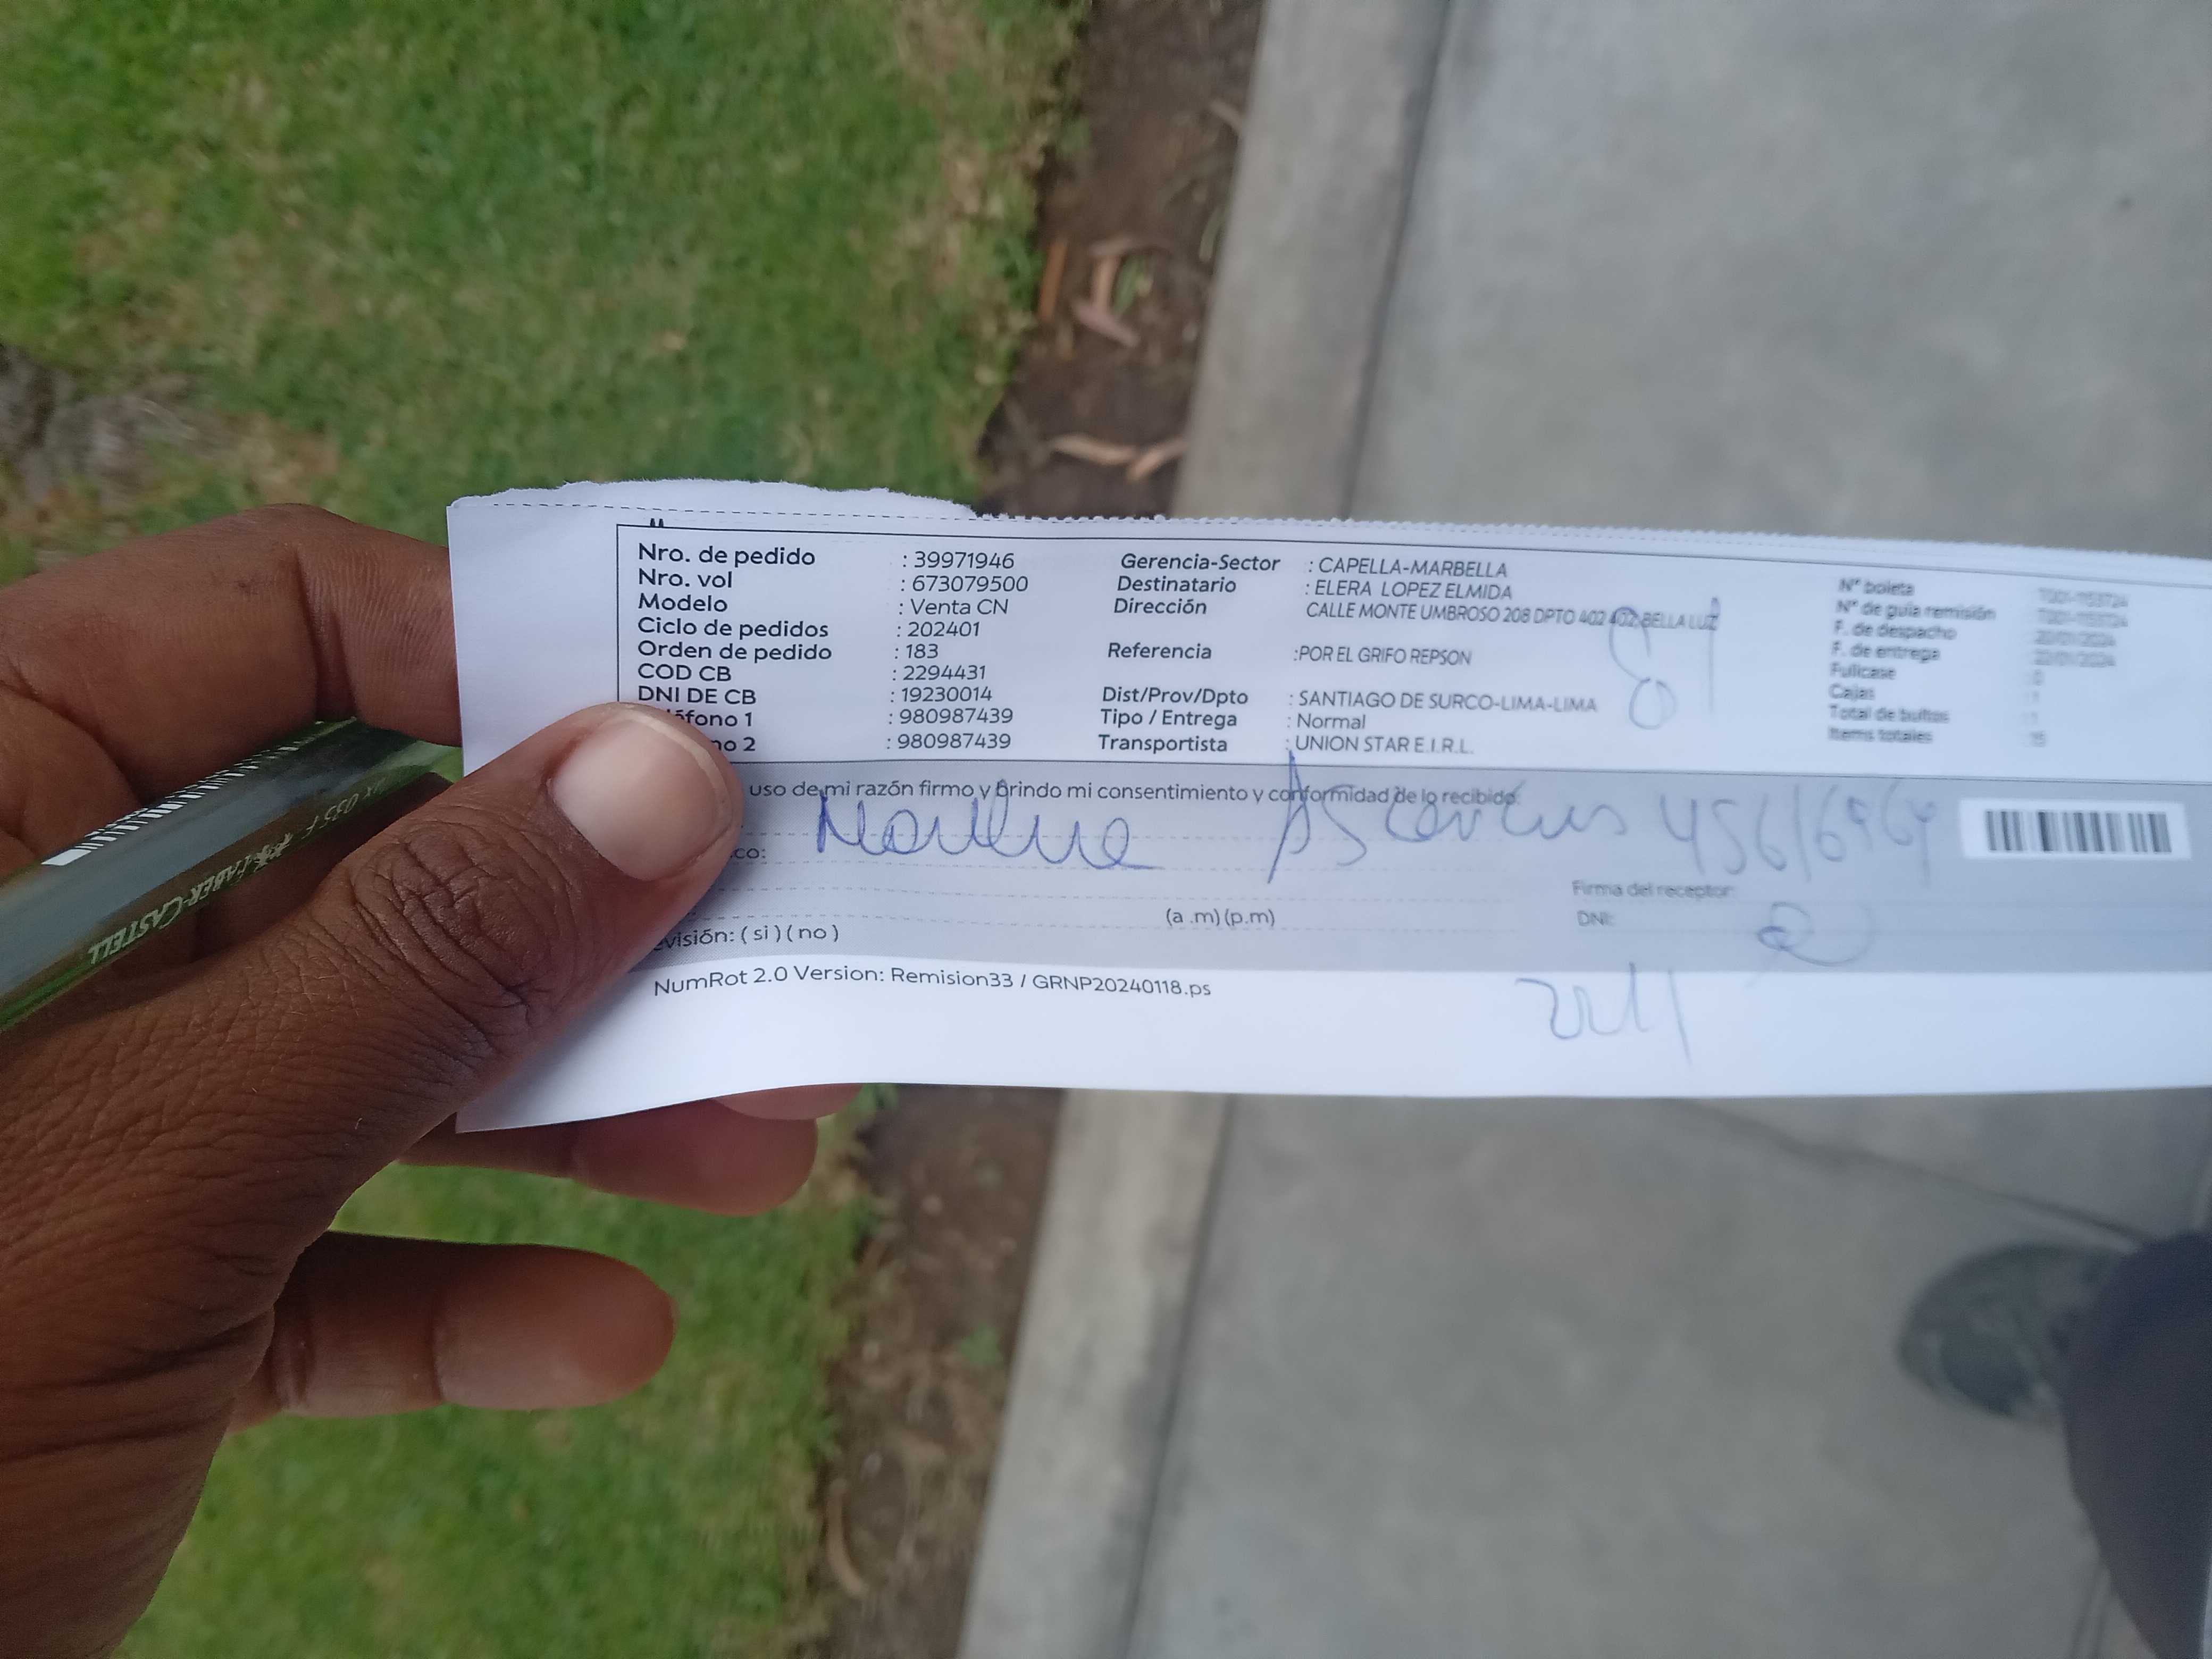 Nro. de pedido : 39971946
Nro. vol : 673079500
Modelo : Venta CN
Ciclo de pedidos : 202401
Orden de pedido : 183
COD CB : 2294431
DNI DE CB : 19230014
éfono 1 : 980987439
no 2 : 980987439
Gerencia-Sector : CAPELLA-MARBELLA
Destinatario : ELERA LOPEZ ELMIDA
Dirección CALLE MONTE UMBROSO 208 DPTO 402 402 BELLA LUZ
Referencia :POR EL GRIFO REPSON
Dist/Prov/Dpto : SANTIAGO DE SURCO-LIMA-LIMA
Tipo / Entrega : Normal
Transportista : UNION STAR E.I.R.L.
N° boleta
N° de guia remisión
F. de despacho
F. de entrega
Fullcase
Cajas
Total de bultos
Items totales
uso de mi razón firmo y brindo mi consentimiento y conformidad de lo recibido.
co:
Firma del receptor:
(a .m) (p.m)
DNI:
evisión: ( si ) ( no )
NumRot 2.0 Version: Remision33 / GRNP20240118.ps
FABER-CASTELL